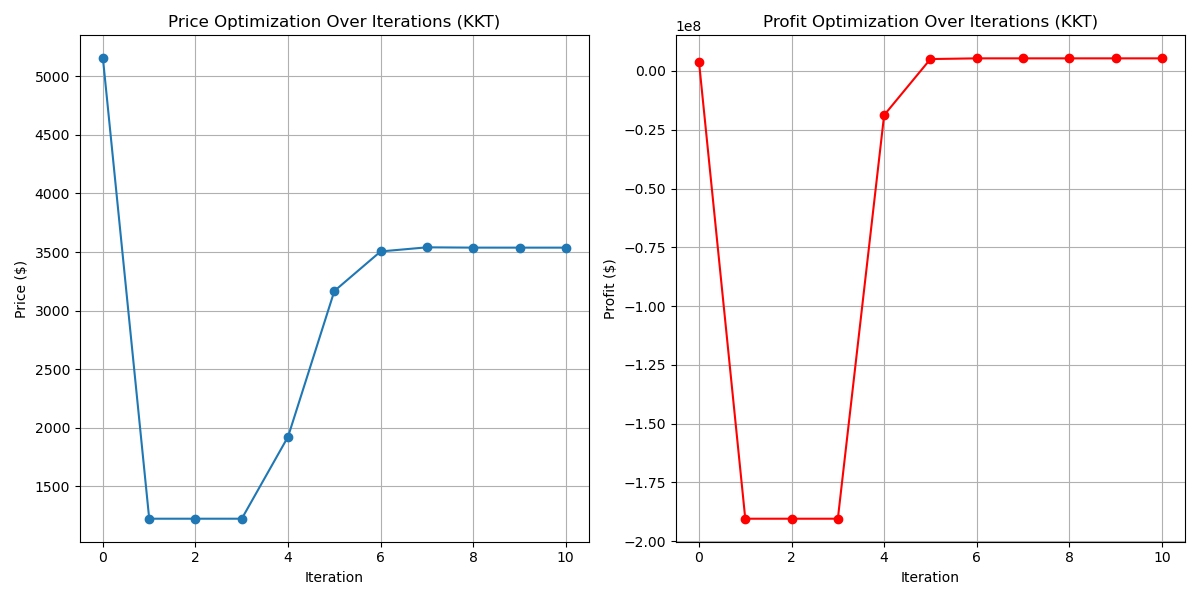 Price Optimization Over Iterations (KKT)
5000
4500
4000
3500
3000
2500
2000
1500
Price ($)
0 2 4 6 8 10
Iteration
Profit Optimization Over Iterations (KKT)
1e8
0.00
−0.25
−0.50
−0.75
−1.00
−1.25
−1.50
−1.75
−2.00
Profit ($)
0 2 4 6 8 10
Iteration